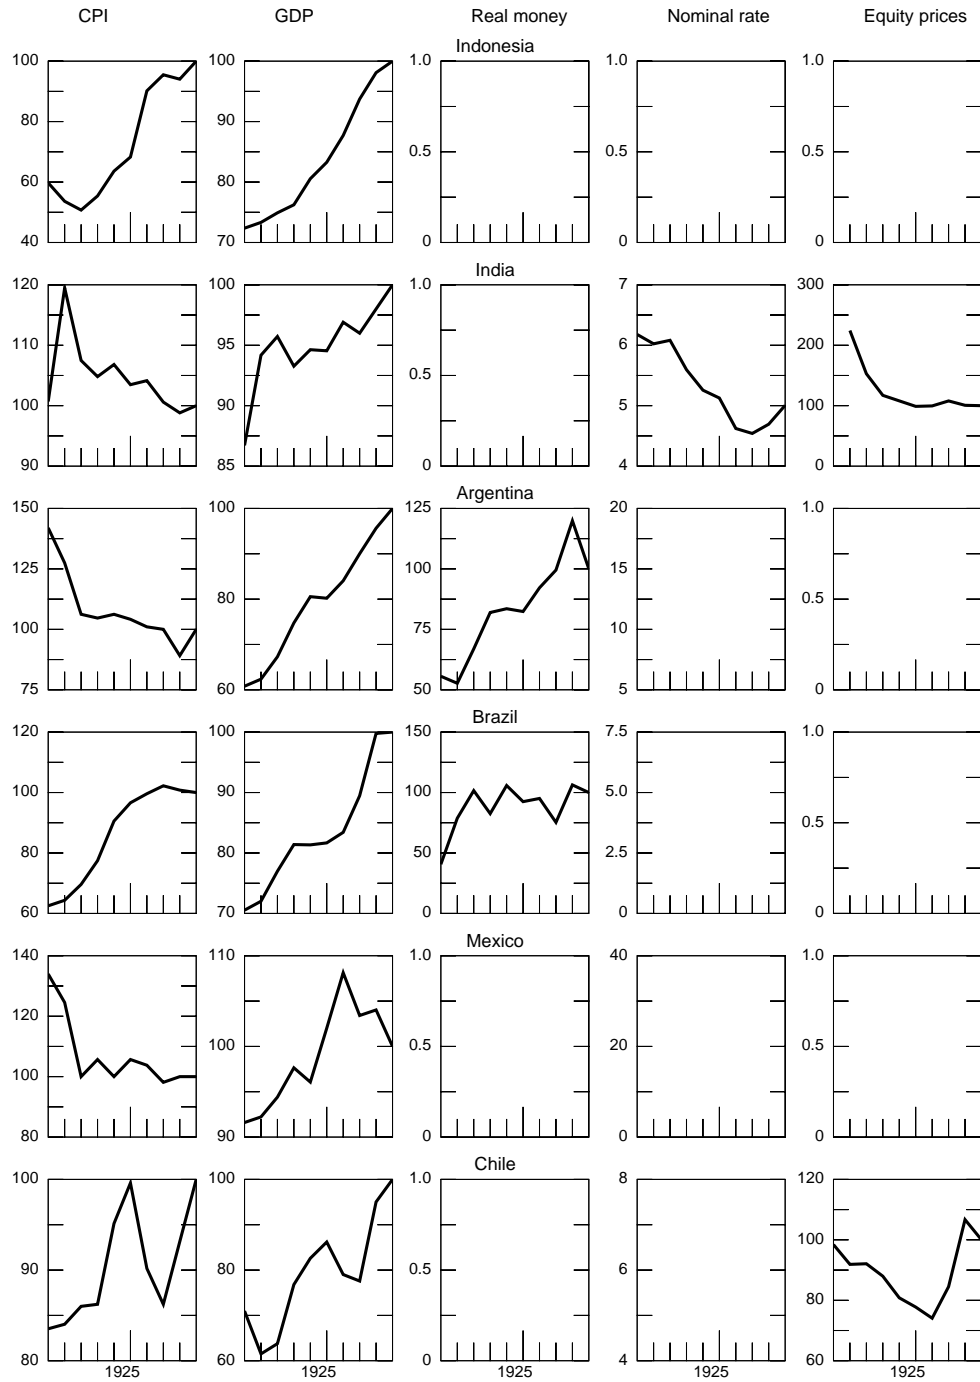 CPI GDP Real money Nominal rate Equity prices
Indonesia
100 100 1.0 1.0 1.0
80 90
0.5 0.5 0.5
60 80
40 70 0 0 0
India
120 100 1.0 7 300
110 95 6 200
0.5
100 90 5 100
90 85 0 4 0
Argentina
150 100 125 20 1.0
125 100 15
80 0.5
100 75 10
75 60 50 5 0
Brazil
120 100 150 7.5 1.0
100 90 100 5.0
0.5
80 80 50 2.5
60 70 0 0 0
Mexico
140 110 1.0 40 1.0
120
100 0.5 20 0.5
100
80 90 0 0 0
Chile
100 100 1.0 8 120
100
90 80 0.5 6
80
80 60 0 4 60
1925 1925 1925 1925 1925